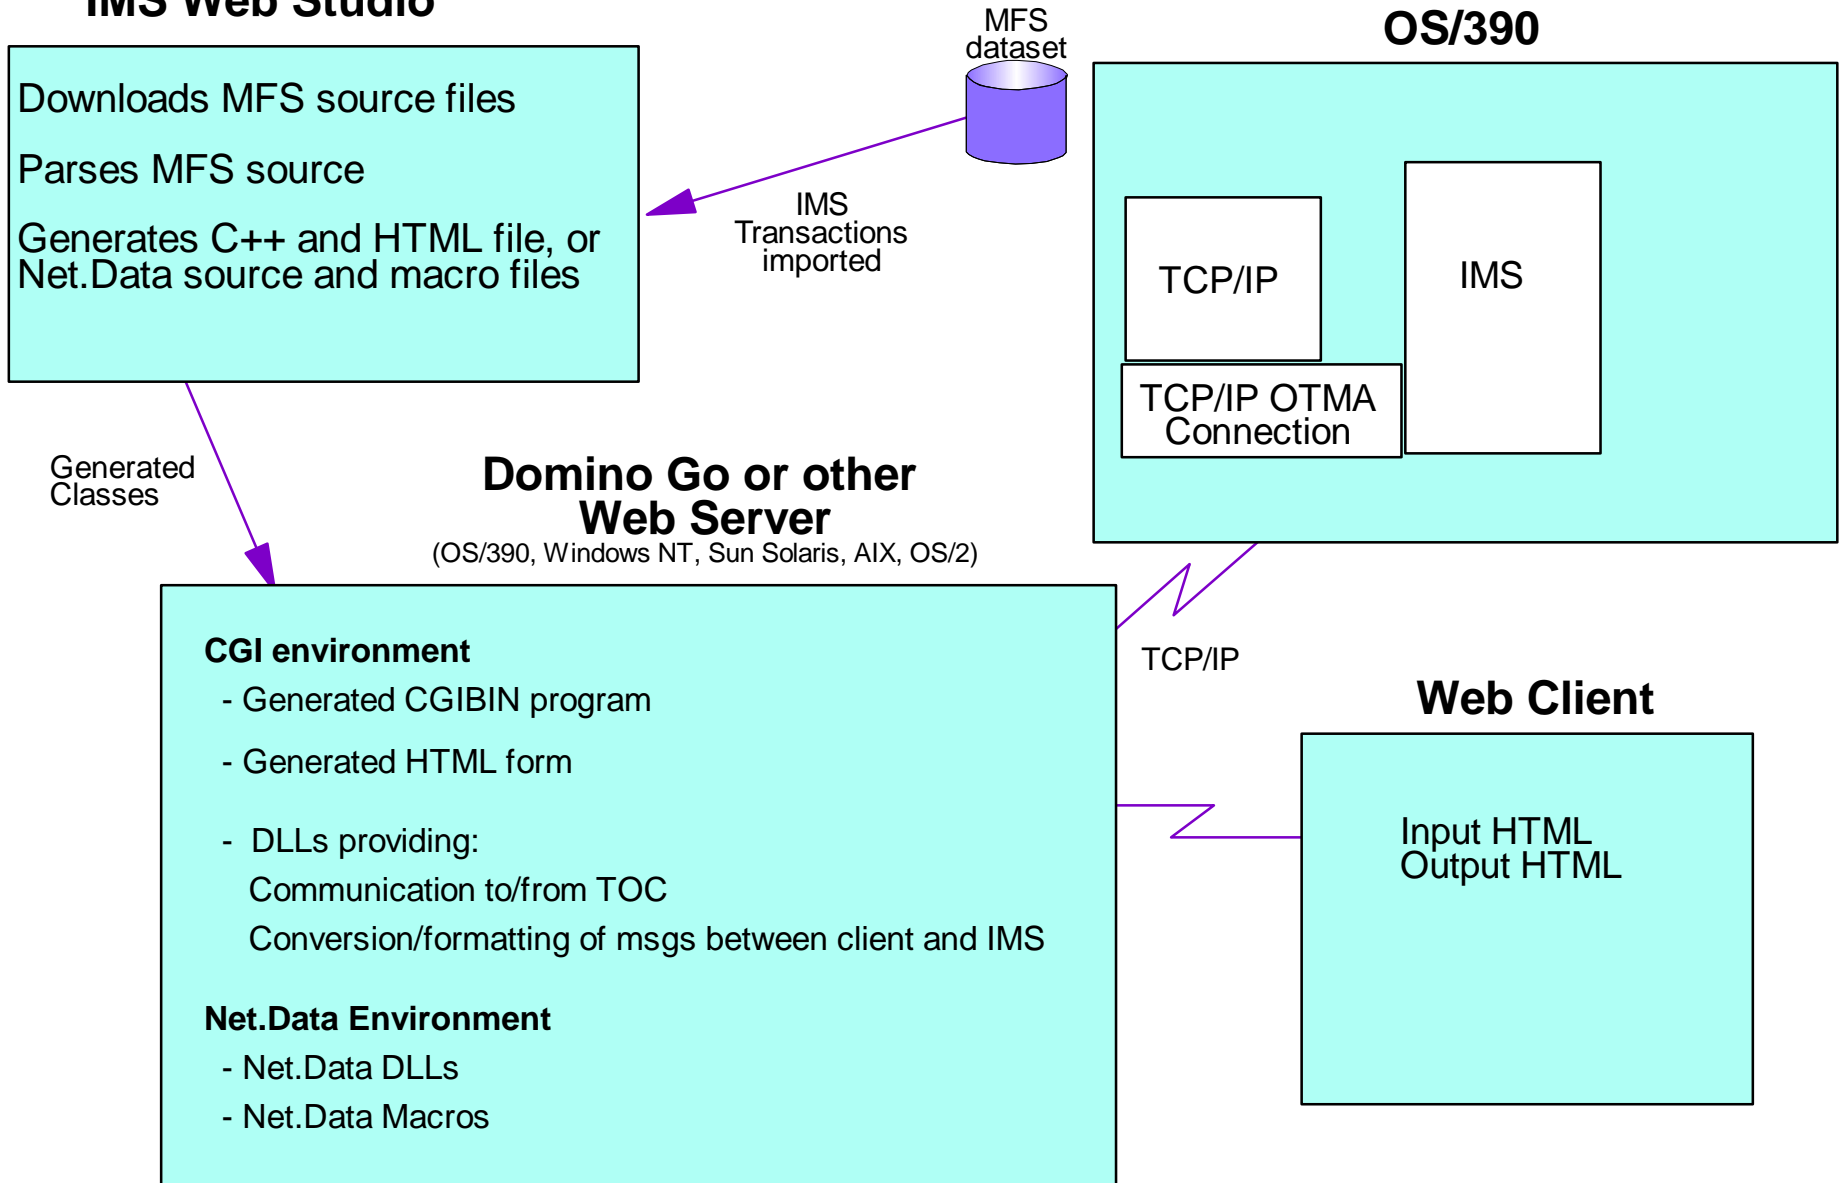 IMS Web Studio
Downloads MFS source files
Parses MFS source
Generates C++ and HTML file, or
Net.Data source and macro files
MFS
dataset
IMS
Transactions
imported
OS/390
TCP/IP
IMS
TCP/IP OTMA
Connection
Generated
Classes
Domino Go or other
Web Server
(OS/390, Windows NT, Sun Solaris, AIX, OS/2)
CGI environment
- Generated CGIBIN program
- Generated HTML form
- DLLs providing:
Communication to/from TOC
Conversion/formatting of msgs between client and IMS
Net.Data Environment
- Net.Data DLLs
- Net.Data Macros
TCP/IP
Web Client
Input HTML
Output HTML